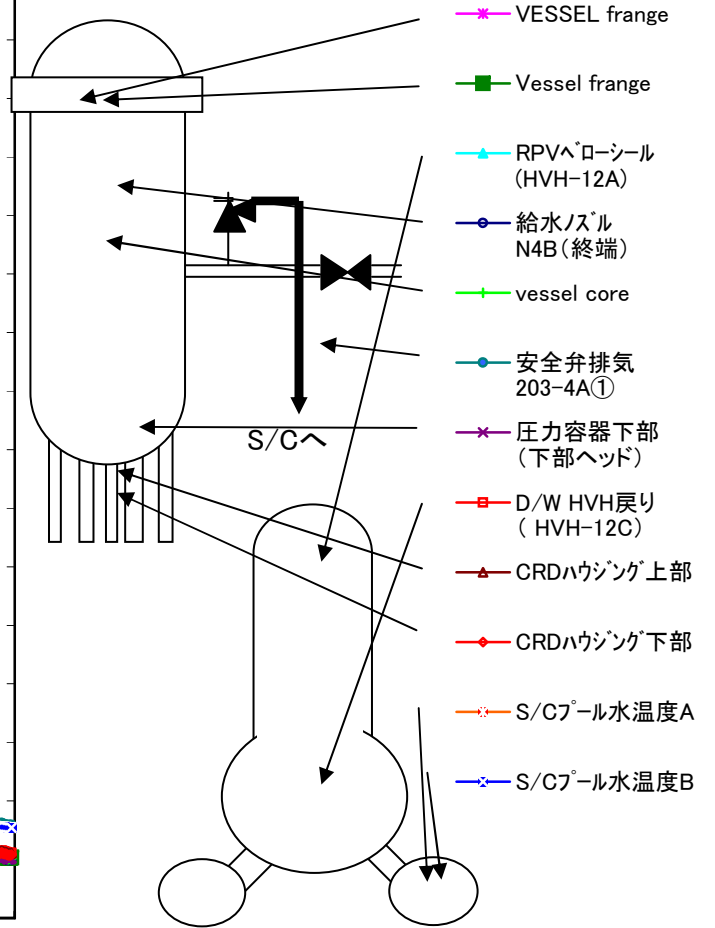 VESSEL frange
Vessel frange
RPVベローシール
(HVH-12A)
給水ノズル
N4B(終端)
vessel core
安全弁排気
203-4A①
圧力容器下部
(下部ヘッド)
D/W HVH戻り
( HVH-12C)
CRDハウジング上部
CRDハウジング下部
S/Cプール水温度A
S/Cプール水温度B
S/Cへ